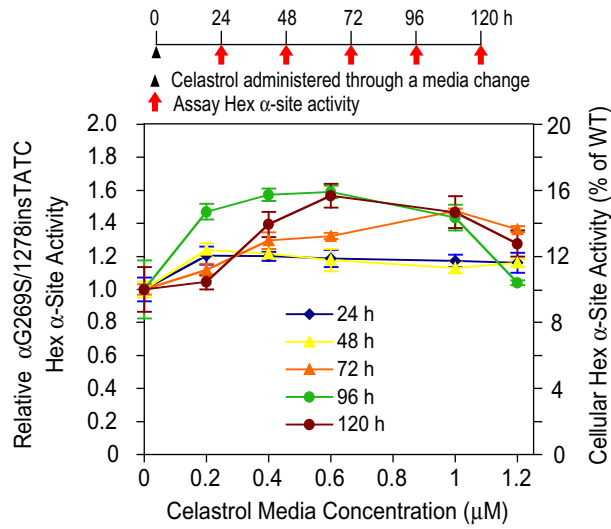 0 24 48 72 96 120 h
Celastrol administered through a media change
Assay Hex α-site activity
Relative αG269S/1278insTATC
Hex α-Site Activity
2.0
1.8
1.6
1.4
1.2
1.0
0.8
0.6
0.4
0.2
0
20
16
12
8
4
0
Cellular Hex α-Site Activity (% of WT)
24 h
48 h
72 h
96 h
120 h
0 0.2 0.4 0.6 0.8 1 1.2
Celastrol Media Concentration (μM)